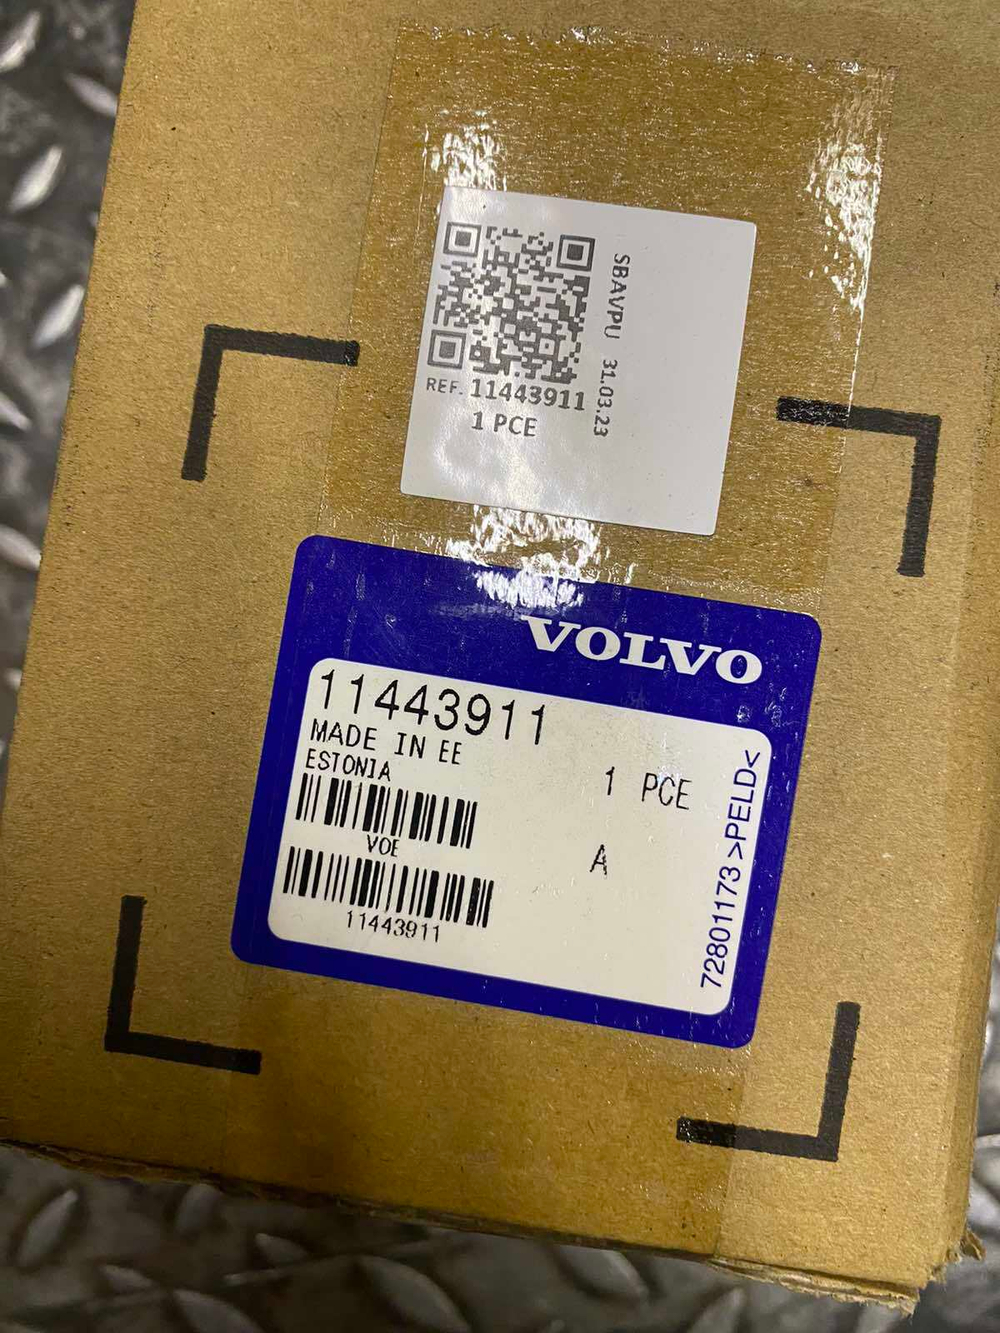 REF. 11443911
1 PCE
SBAVPU 31.03.23
VOLVO
11443911
MADE IN EE
ESTONIA
1 PCE
VOE
A
11443911
72801173 >PELD<